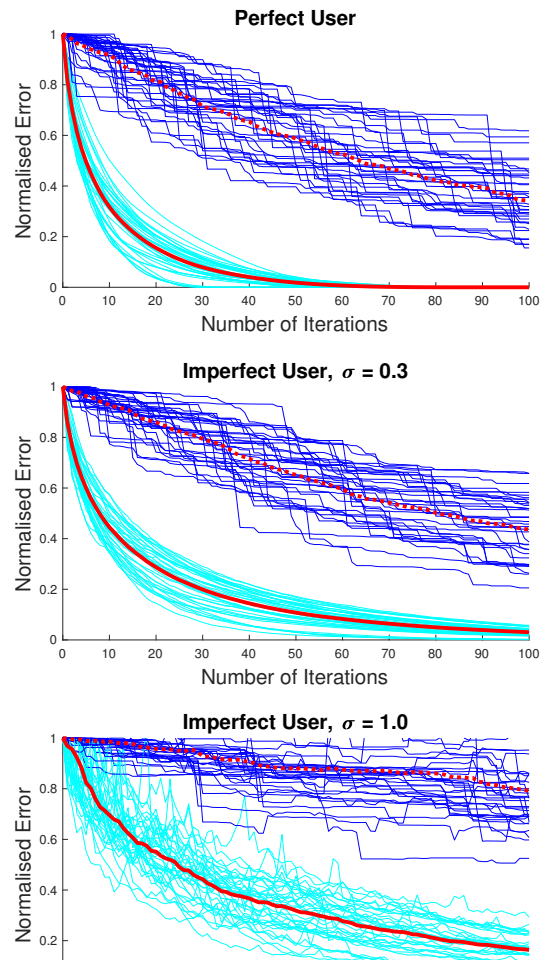 Perfect User
1
0.8
0.6
0.4
0.2
0
Normalised Error
0 10 20 30 40 50 60 70 80 90 100
Number of Iterations
Imperfect User, σ = 0.3
1
0.8
0.6
0.4
0.2
0
Normalised Error
0 10 20 30 40 50 60 70 80 90 100
Number of Iterations
Imperfect User, σ = 1.0
1
0.8
0.6
0.4
0.2
Normalised Error